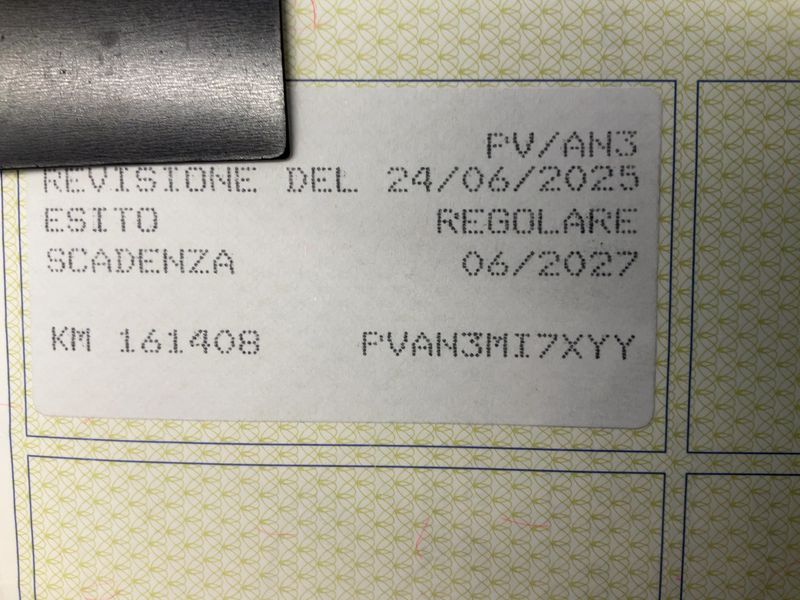 PV/AN3
REVISIONE DEL 24/06/2025
ESITO REGOLARE
SCADENZA 06/2027
KM 161408 PVAN3MI7XYY